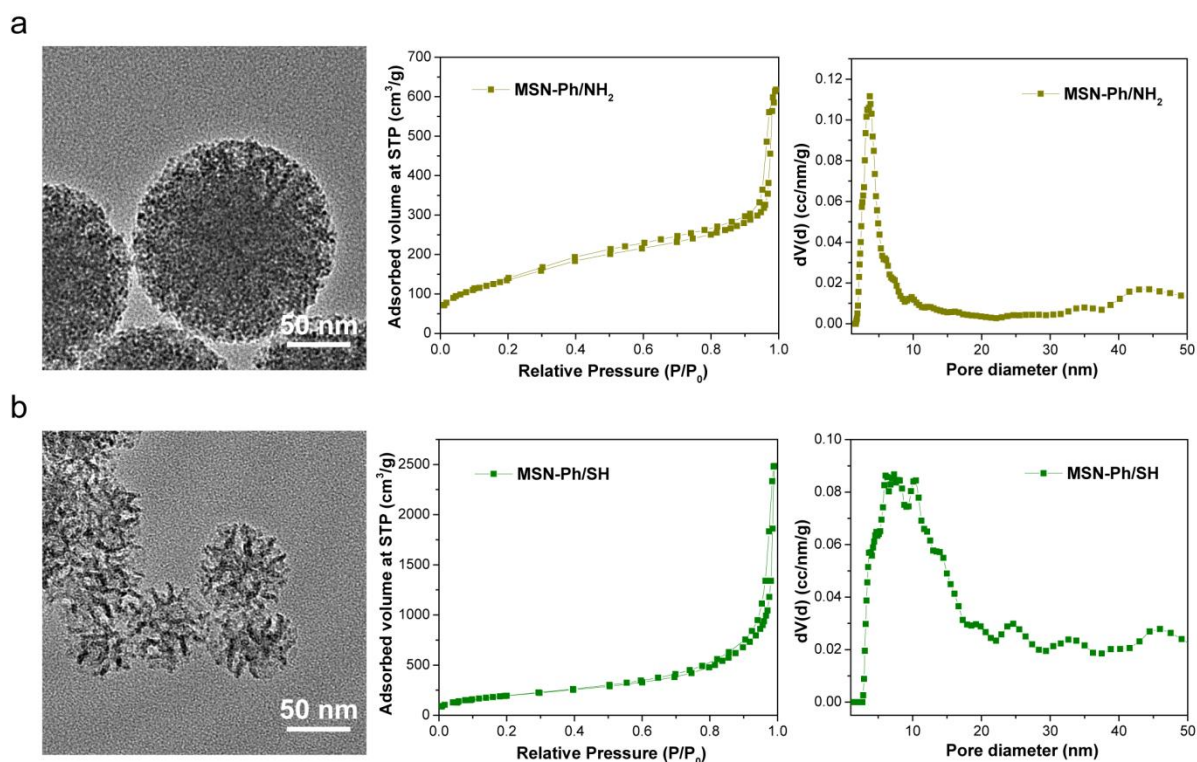 a
50 nm
Adsorbed volume at STP (cm³/g)
700
600
500
400
300
200
100
0
0.0 0.2 0.4 0.6 0.8 1.0
Relative Pressure (P/P₀)
MSN-Ph/NH₂
dV(d) (cc/nm/g)
0.12
0.10
0.08
0.06
0.04
0.02
0.00
10 20 30 40 50
Pore diameter (nm)
MSN-Ph/NH₂
b
50 nm
Adsorbed volume at STP (cm³/g)
2500
2000
1500
1000
500
0
0.0 0.2 0.4 0.6 0.8 1.0
Relative Pressure (P/P₀)
MSN-Ph/SH
dV(d) (cc/nm/g)
0.10
0.08
0.06
0.04
0.02
0.00
10 20 30 40 50
Pore diameter (nm)
MSN-Ph/SH